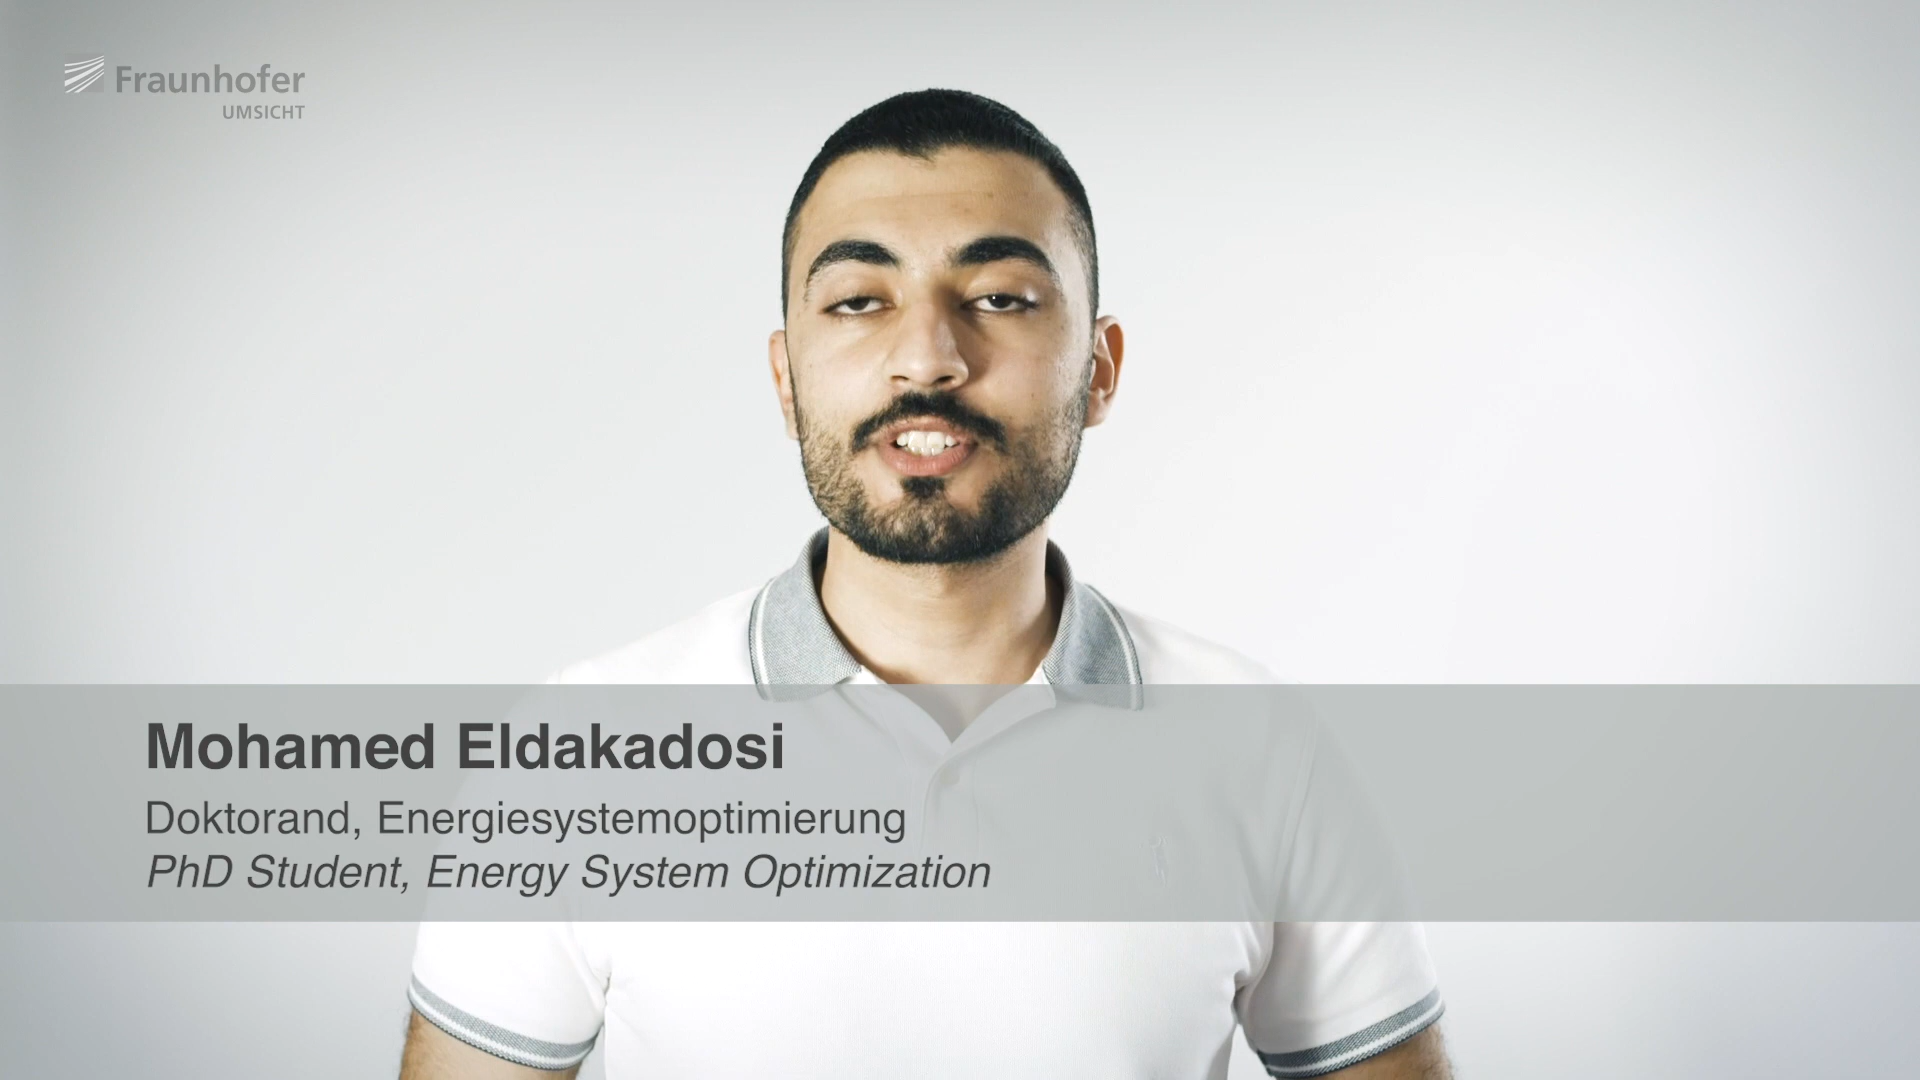 Fraunhofer
UMSICHT
Mohamed Eldakadosi
Doktorand, Energiesystemoptimierung
PhD Student, Energy System Optimization